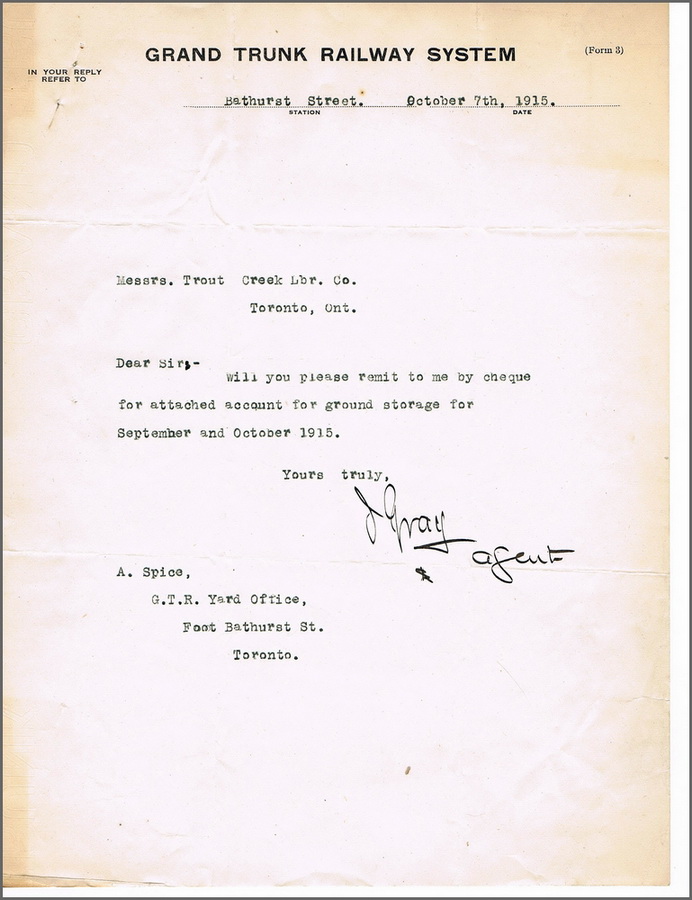 GRAND TRUNK RAILWAY SYSTEM
(Form 3)
IN YOUR REPLY
REFER TO
Bathurst Street. October 7th, 1915.
STATION DATE
Messrs. Trout Creek Lbr. Co.
Toronto, Ont.
Dear Sir;-
Will you please remit to me by cheque
for attached account for ground storage for
September and October 1915.
Yours truly,
J Gray
agent
A. Spice,
G.T.R. Yard Office,
Foot Bathurst St.
Toronto.